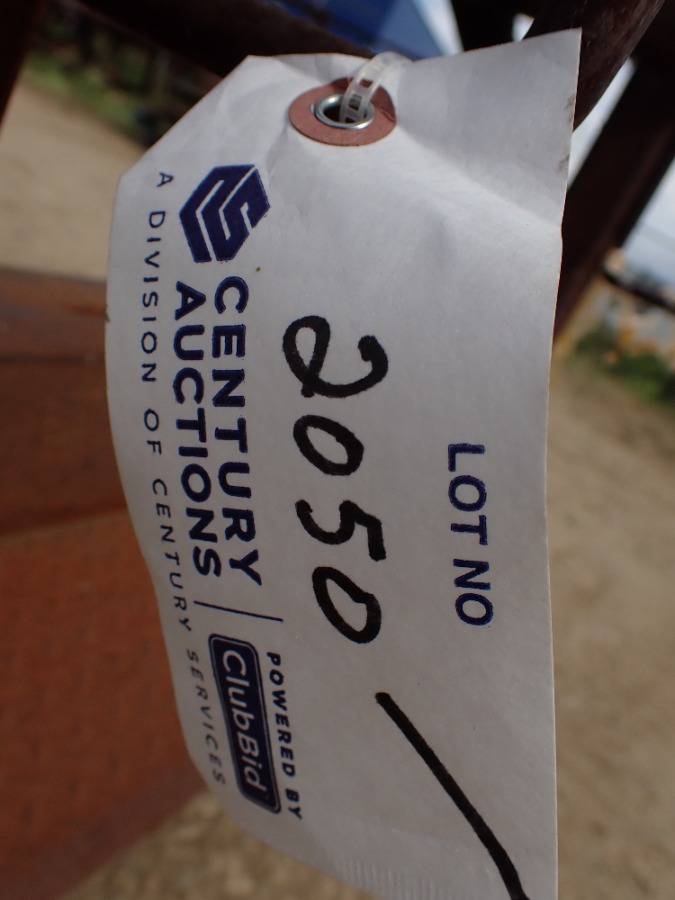 LOT NO
2050
CENTURY
AUCTIONS
A DIVISION OF CENTURY SERVICES
POWERED BY
ClubBid